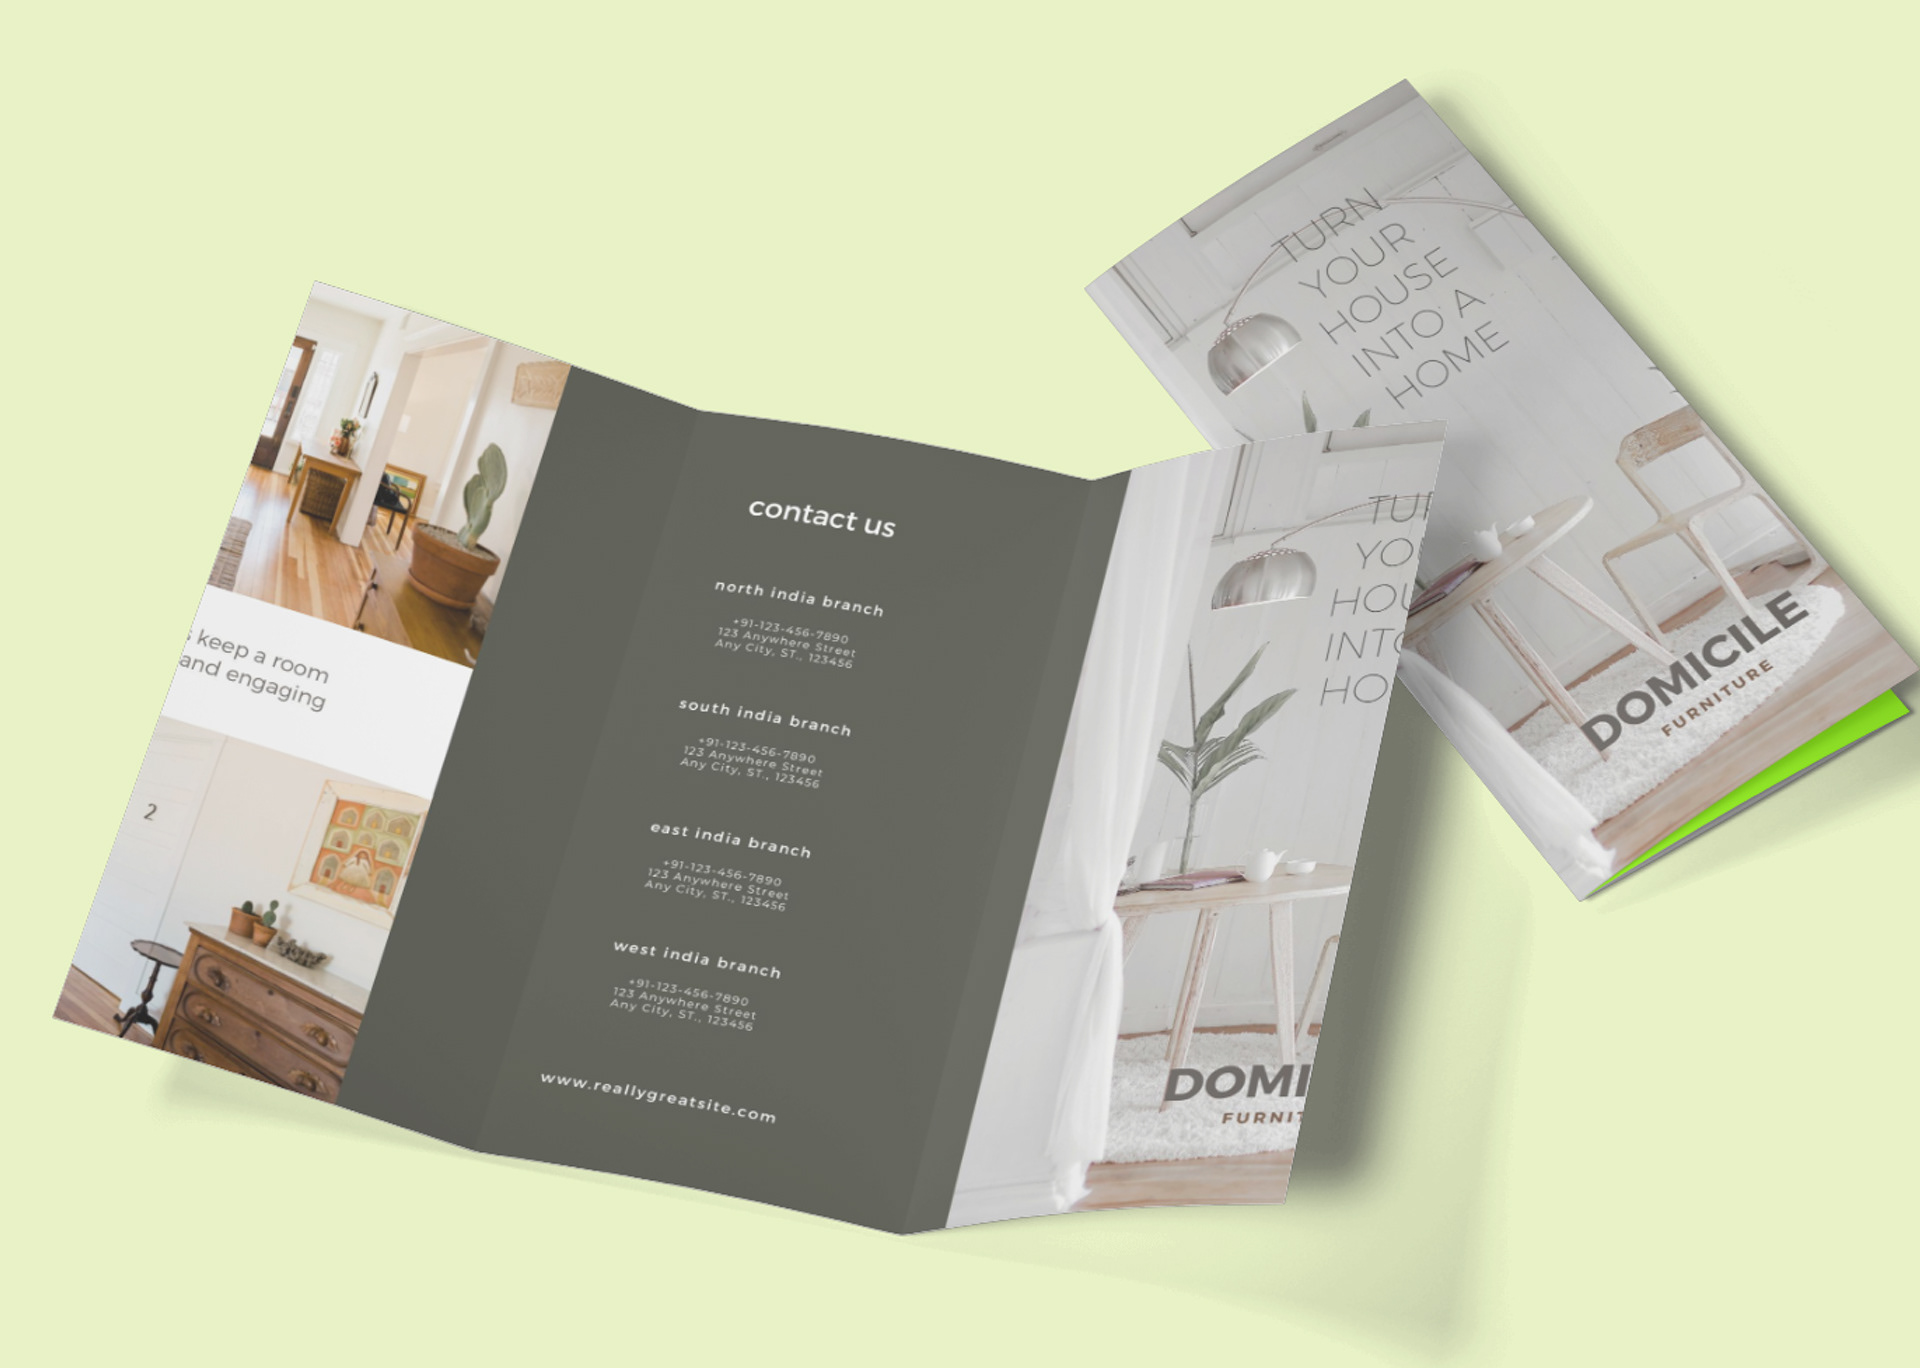 TURN
YOUR
HOUSE
INTO A
HOME
DOMICILE
FURNITURE
keep a room
and engaging
2
contact us
north india branch
+91-123-456-7890
123 Anywhere Street
Any City, ST., 123456
south india branch
+91-123-456-7890
123 Anywhere Street
Any City, ST., 123456
east india branch
+91-123-456-7890
123 Anywhere Street
Any City, ST., 123456
west india branch
+91-123-456-7890
123 Anywhere Street
Any City, ST., 123456
www.reallygreatsite.com
TUR
YO
HOU
INTO
HO
DOMI
FURNIT